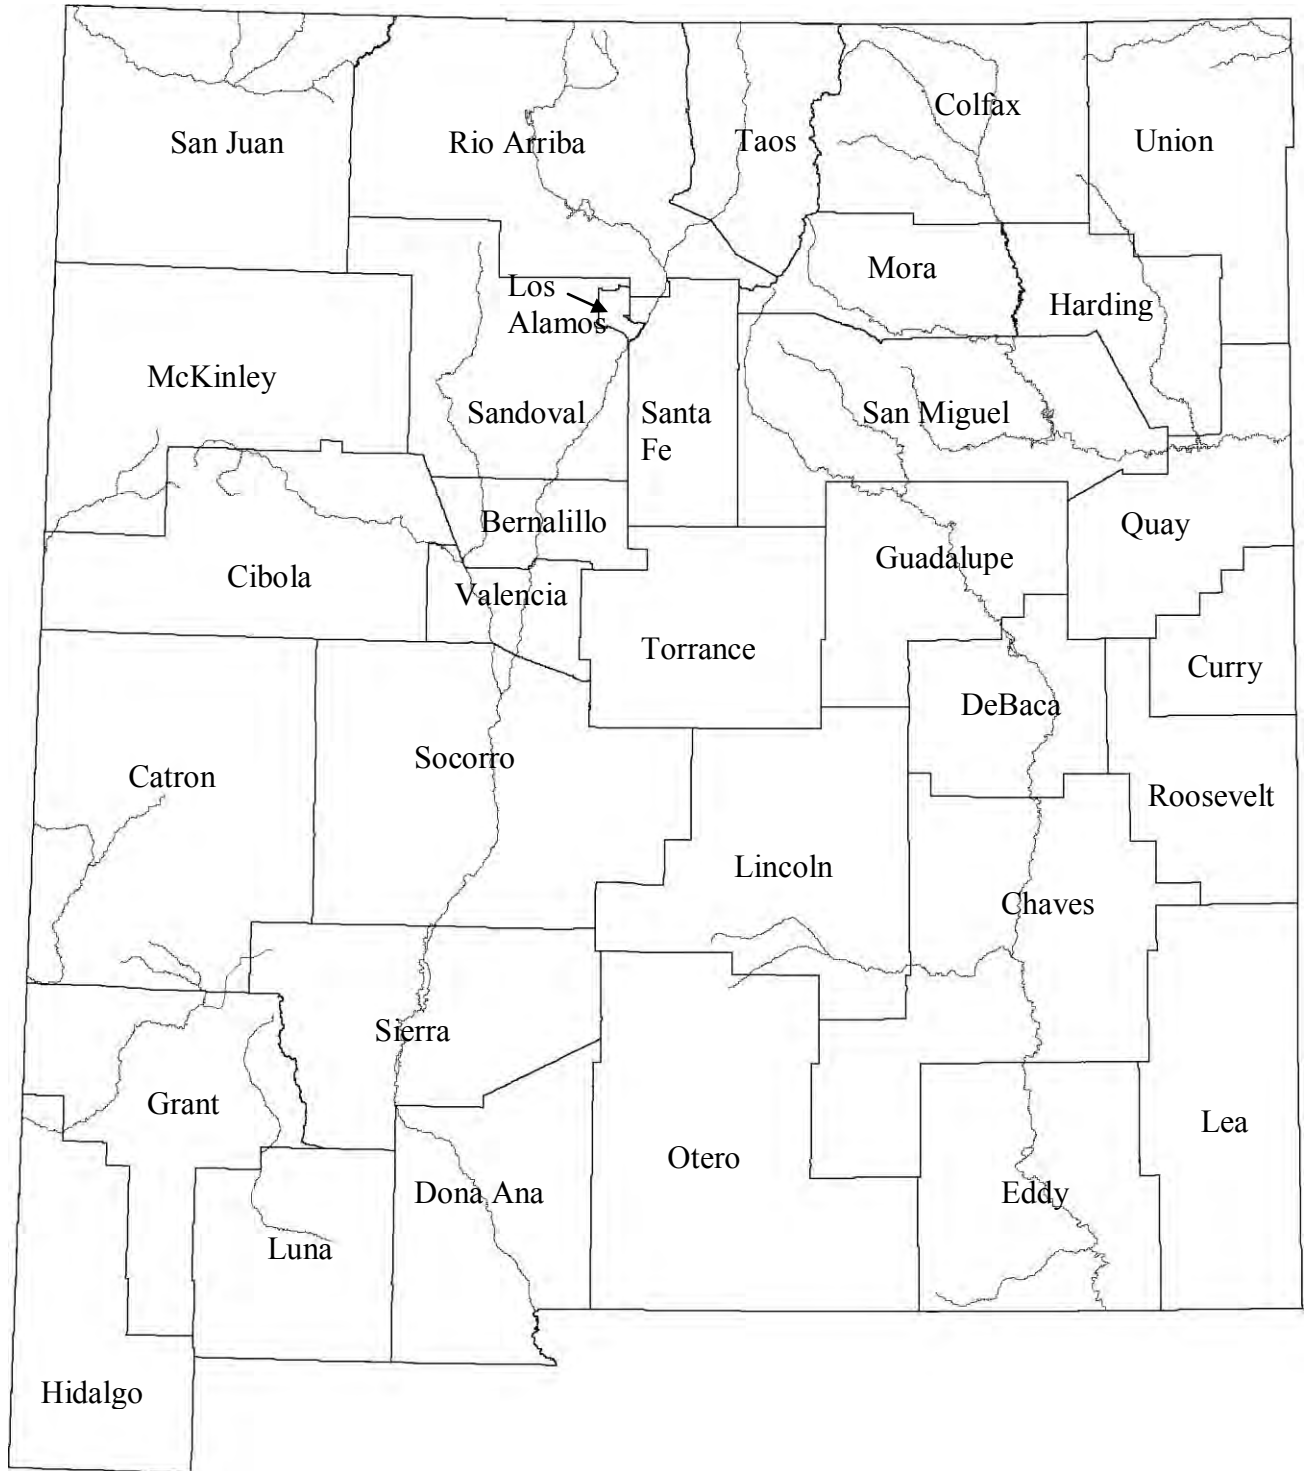 Colfax
San Juan
Rio Arriba
Taos
Union
Mora
Los
Alamos
Harding
McKinley
Sandoval
Santa
Fe
San Miguel
Bernalillo
Quay
Guadalupe
Cibola
Valencia
Torrance
Curry
DeBaca
Socorro
Catron
Roosevelt
Lincoln
Chaves
Sierra
Grant
Lea
Otero
Dona Ana
Eddy
Luna
Hidalgo